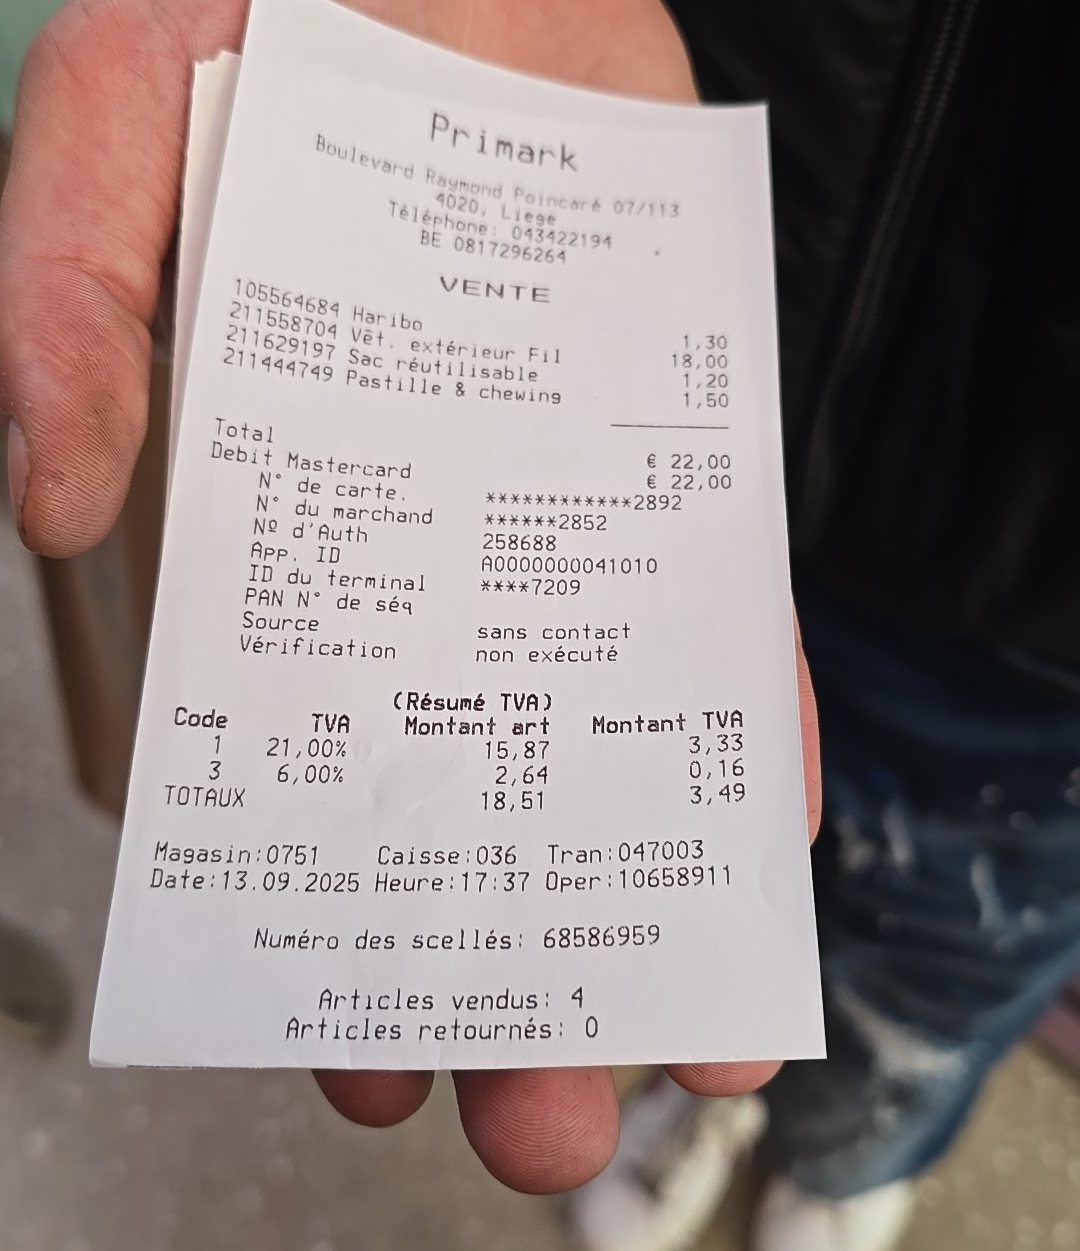 Primark
Boulevard Raymond Poincaré 07/113
4020, Liege
Téléphone: 043422194
BE 0817296264
VENTE
105564684 Haribo 1,30
211558704 Vêt. extérieur Fil 18,00
211629197 Sac réutilisable 1,20
211444749 Pastille & chewing 1,50
Total € 22,00
Debit Mastercard € 22,00
N° de carte. ************2892
N° du marchand ******2852
Nº d'Auth 258688
App. ID A0000000041010
ID du terminal ****7209
PAN N° de séq
Source sans contact
Vérification non exécuté
(Résumé TVA)
Code TVA Montant art Montant TVA
1 21,00% 15,87 3,33
3 6,00% 2,64 0,16
TOTAUX 18,51 3,49
Magasin:0751 Caisse:036 Tran:047003
Date:13.09.2025 Heure:17:37 Oper:10658911
Numéro des scellés: 68586959
Articles vendus: 4
Articles retournés: 0